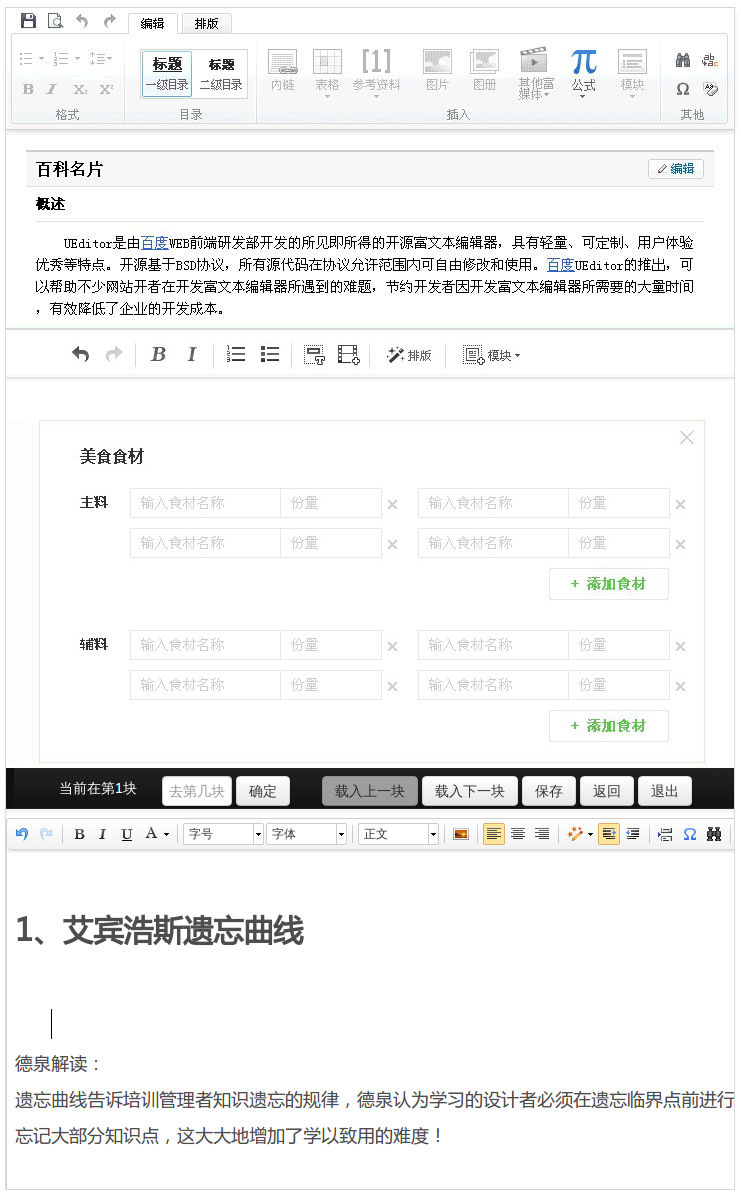 编辑 排版
标题 标题
一级目录 二级目录 内链 表格 参考资料 图片 图册 其他富媒体 公式 模块
B I X₂ X² Ω
格式 目录 插入 其他
百科名片 编辑
概述
UEditor是由百度WEB前端研发部开发的所见即所得的开源富文本编辑器，具有轻量、可定制、用户体验
优秀等特点。开源基于BSD协议，所有源代码在协议允许范围内可自由修改和使用。百度UEditor的推出，可
以帮助不少网站开者在开发富文本编辑器所遇到的难题，节约开发者因开发富文本编辑器所需要的大量时间
，有效降低了企业的开发成本。
B I 排版 模块
美食食材
主料 输入食材名称 份量 × 输入食材名称 份量 ×
输入食材名称 份量 × 输入食材名称 份量 ×
+ 添加食材
辅料 输入食材名称 份量 × 输入食材名称 份量 ×
输入食材名称 份量 × 输入食材名称 份量 ×
+ 添加食材
当前在第1块 去第几块 确定 载入上一块 载入下一块 保存 返回 退出
B I U A 字号 字体 正文 Ω
1、艾宾浩斯遗忘曲线
德泉解读：
遗忘曲线告诉培训管理者知识遗忘的规律，德泉认为学习的设计者必须在遗忘临界点前进行
忘记大部分知识点，这大大地增加了学以致用的难度！